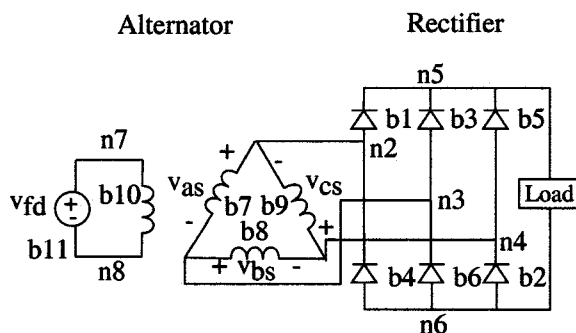 Alternator Rectifier
n5
b1 b3 b5
n2
n7
+ -
v_as v_cs
v_fd + - b10
b7 b9
b8
n3
Load
- +
n4
b11
n8
+ v_bs -
b4 b6 b2
n6